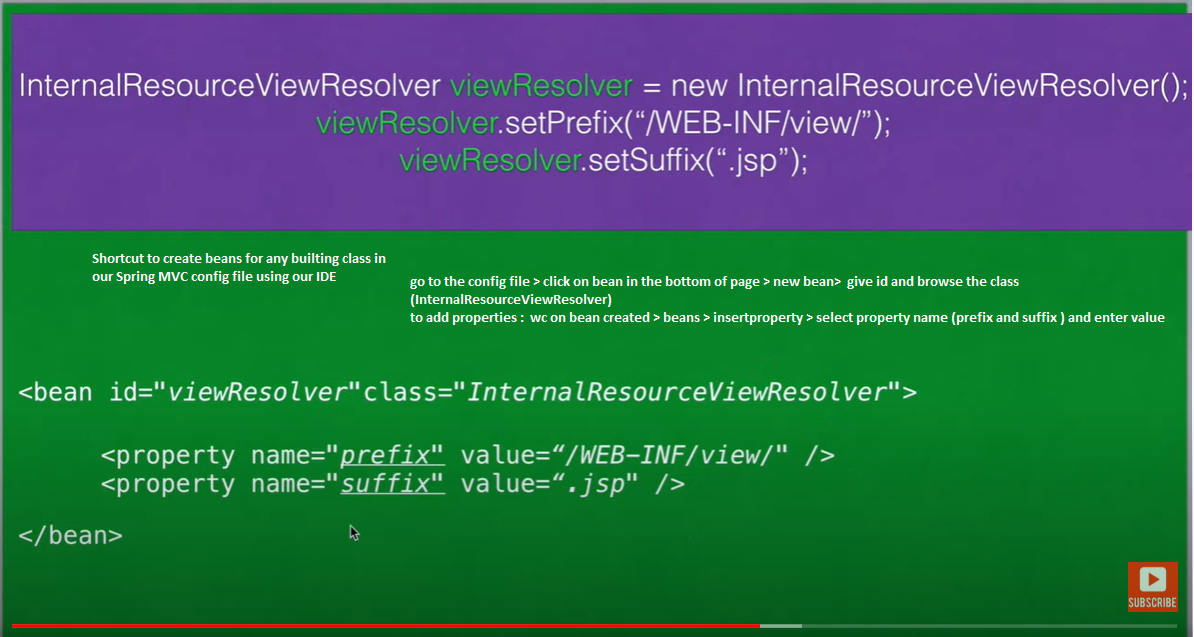 InternalResourceViewResolver viewResolver = new InternalResourceViewResolver();
viewResolver.setPrefix(“/WEB-INF/view/”);
viewResolver.setSuffix(“.jsp”);
Shortcut to create beans for any builting class in
our Spring MVC config file using our IDE
go to the config file > click on bean in the bottom of page > new bean>  give id and browse the class
(InternalResourceViewResolver)
to add properties :  wc on bean created > beans > insertproperty > select property name (prefix and suffix ) and enter value
<bean id="viewResolver"class="InternalResourceViewResolver">
<property name="prefix" value=“/WEB-INF/view/" />
<property name="suffix" value=“.jsp" />
</bean>
SUBSCRIBE